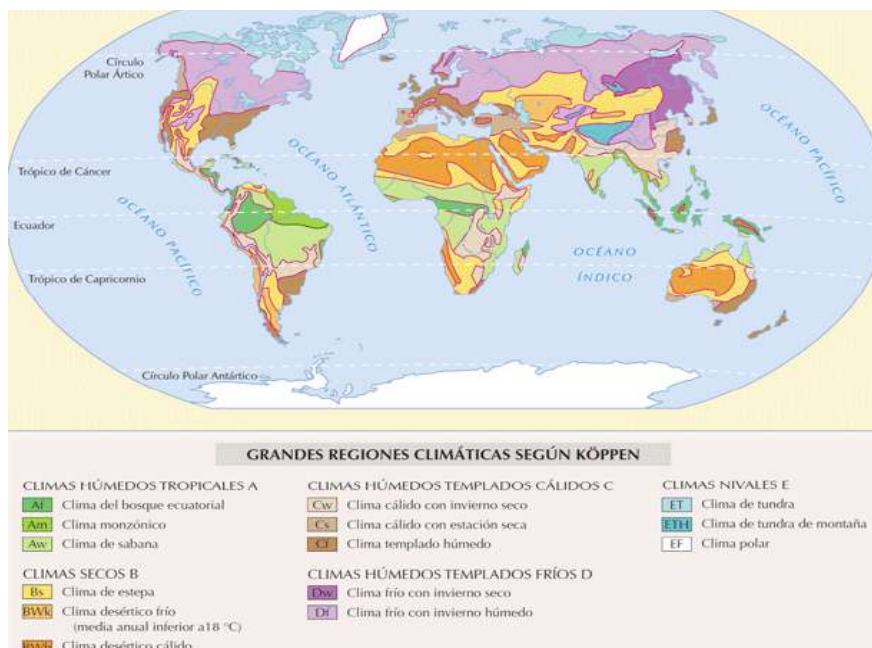 Círculo
Polar Ártico
OCÉANO PACÍFICO
OCÉANO ATLÁNTICO
Trópico de Cáncer
OCÉANO PACÍFICO
Ecuador
OCÉANO
ÍNDICO
Trópico de Capricornio
Círculo Polar Antártico
GRANDES REGIONES CLIMÁTICAS SEGÚN KÖPPEN
CLIMAS HÚMEDOS TROPICALES A
Af Clima del bosque ecuatorial
Am Clima monzónico
Aw Clima de sabana
CLIMAS SECOS B
Bs Clima de estepa
BWk Clima desértico frío
(media anual inferior a18 °C)
BWh Clima desértico cálido
CLIMAS HÚMEDOS TEMPLADOS CÁLIDOS C
Cw Clima cálido con invierno seco
Cs Clima cálido con estación seca
Cf Clima templado húmedo
CLIMAS HÚMEDOS TEMPLADOS FRÍOS D
Dw Clima frío con invierno seco
Df Clima frío con invierno húmedo
CLIMAS NIVALES E
ET Clima de tundra
ETH Clima de tundra de montaña
EF Clima polar